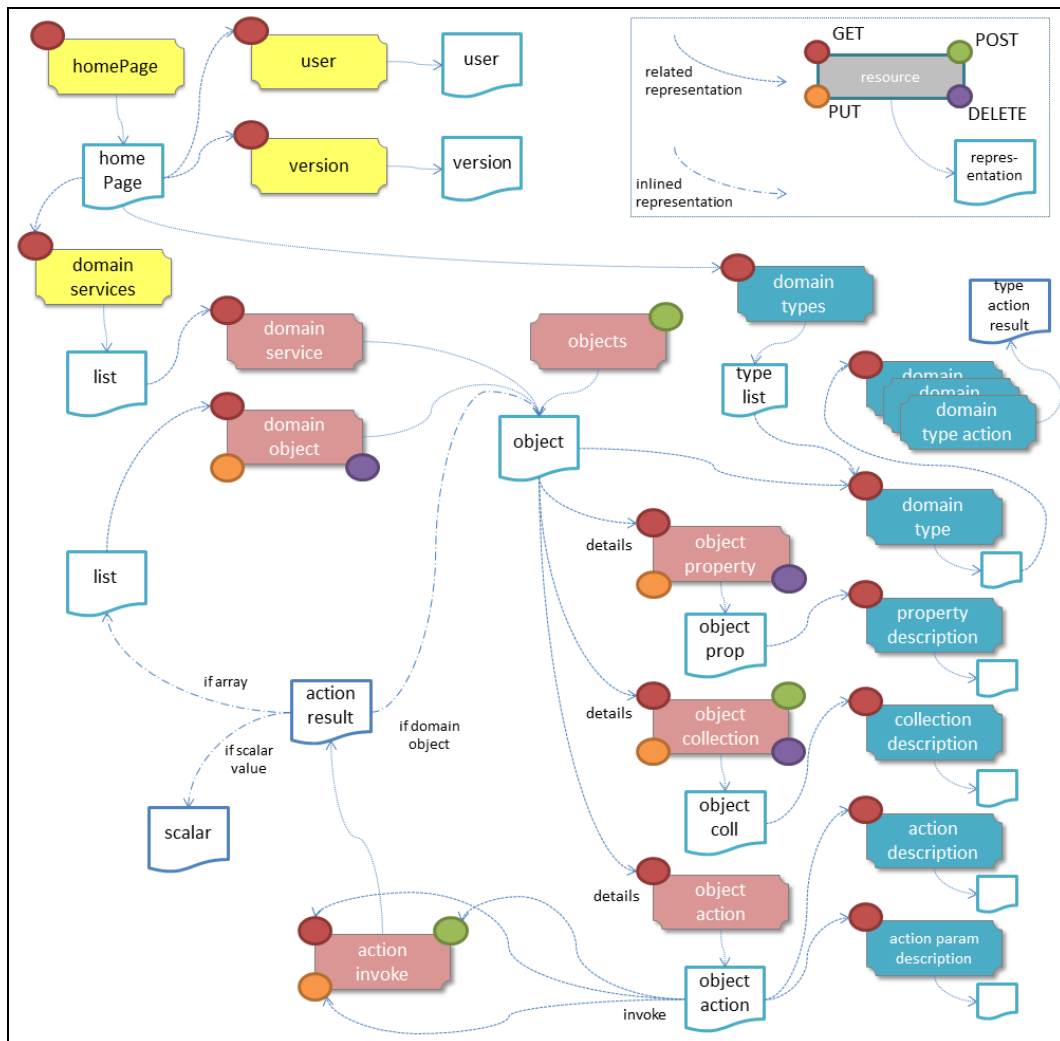 homePage
user
user
GET
POST
related
representation
resource
PUT
DELETE
home
Page
version
version
inlined
representation
repres-
entation
domain
services
domain
types
type
action
result
list
domain
service
objects
type
list
domain
domain
domain
type action
domain
object
object
domain
type
details
object
property
list
object
prop
property
description
if array
action
result
if domain
object
details
object
collection
collection
description
if scalar
value
scalar
object
coll
action
description
details
object
action
action
invoke
action param
description
invoke
object
action